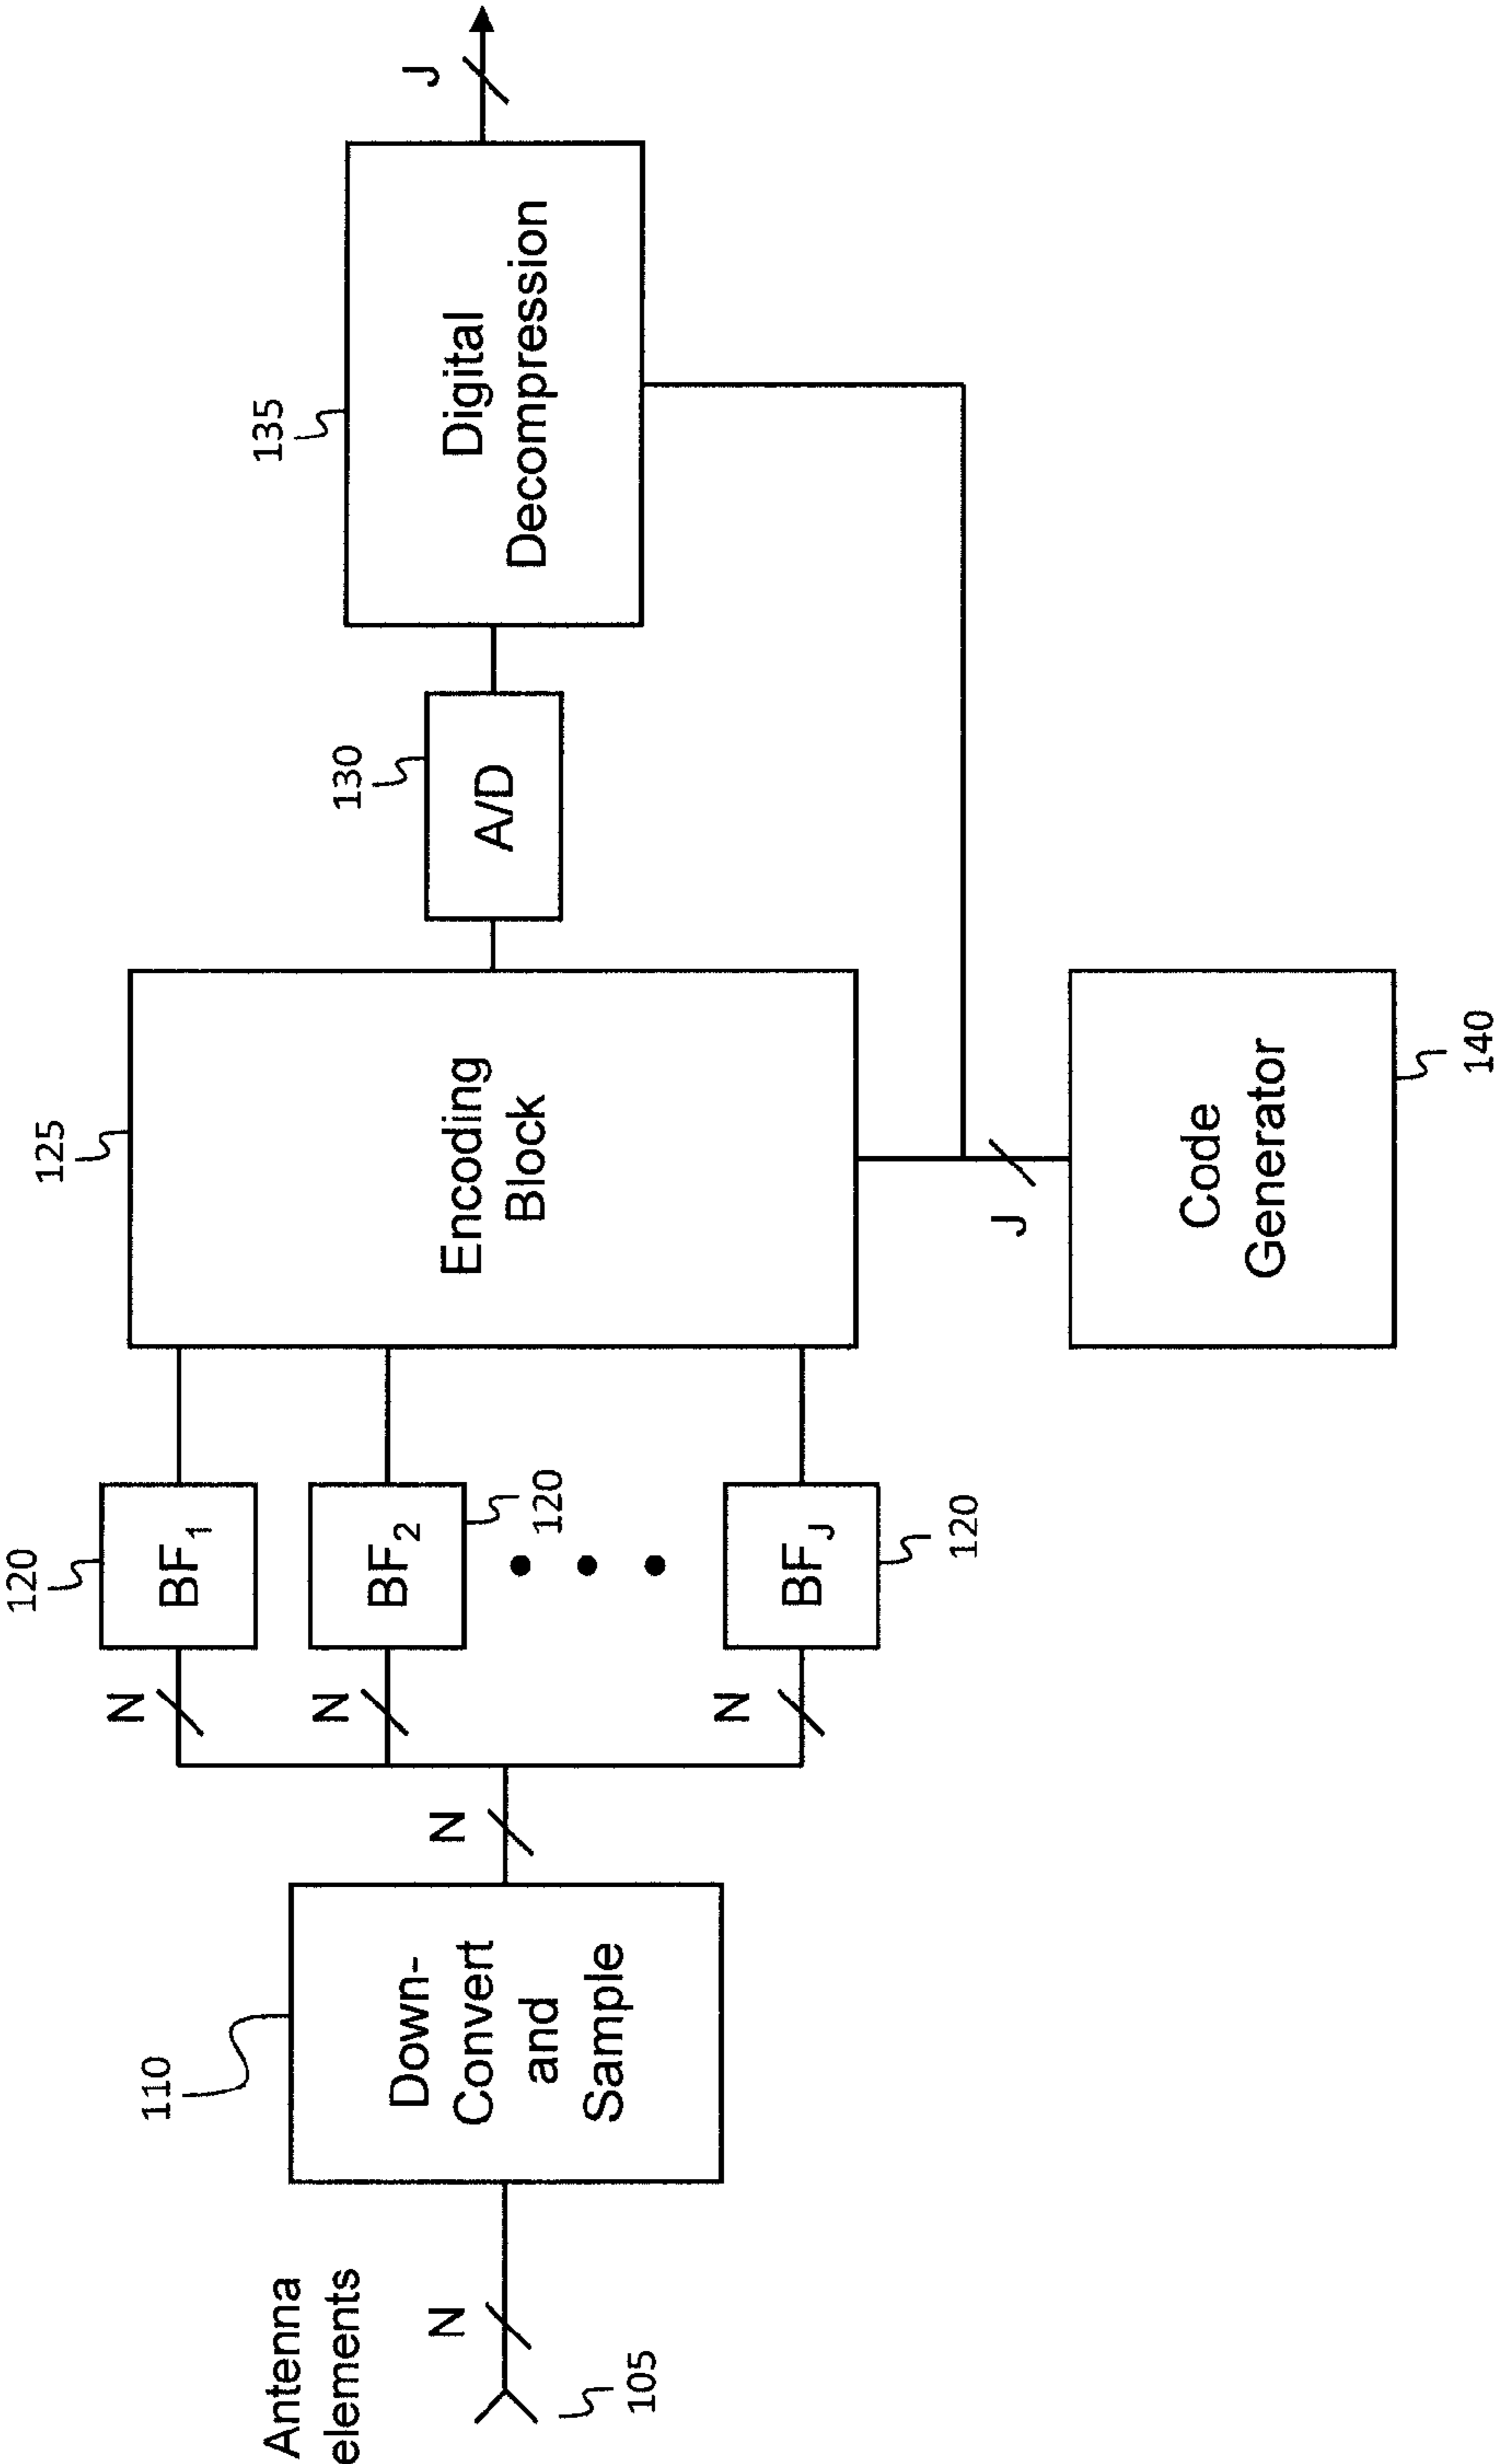 Antenna
elements
N
105
110
Down-
Convert
and
Sample
N
N
N
N
120
BF1
BF2
120
BFJ
120
125
Encoding
Block
J
Code
Generator
140
130
A/D
135
Digital
Decompression
J